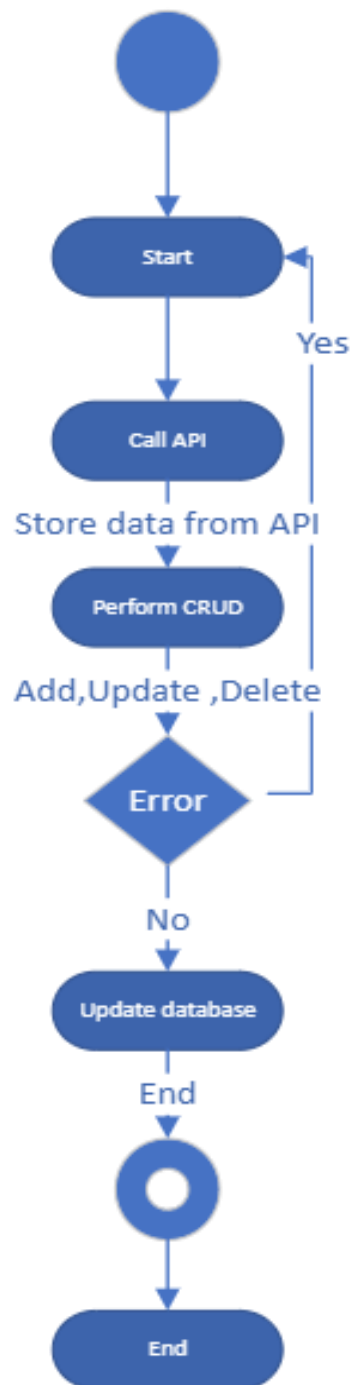 Start
Yes
Call API
Store data from API
Perform CRUD
Add,Update ,Delete
Error
No
Update database
End
End